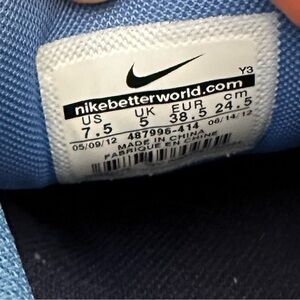 Y3
nikebetterworld.com
US UK EUR cm
7.5 5 38.5 24.5
05/09/12 487996-414 06/14/12
MADE IN CHINA
FABRIQUE EN CHINE